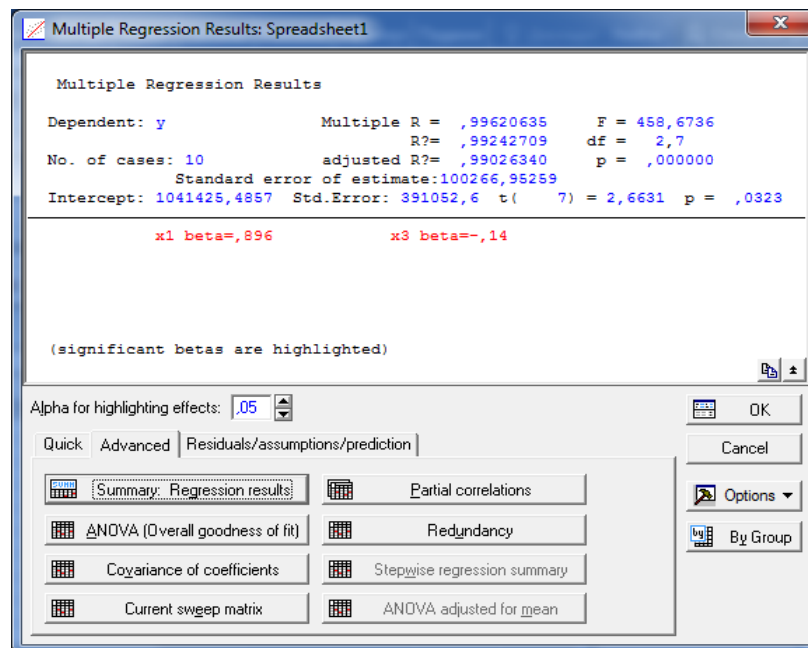 Multiple Regression Results: Spreadsheet1
Multiple Regression Results
Dependent: y Multiple R = ,99620635 F = 458,6736
R?= ,99242709 df = 2,7
No. of cases: 10 adjusted R?= ,99026340 p = ,000000
Standard error of estimate:100266,95259
Intercept: 1041425,4857 Std.Error: 391052,6 t( 7) = 2,6631 p = ,0323
x1 beta=,896 x3 beta=-,14
(significant betas are highlighted)
Alpha for highlighting effects: ,05
OK
Quick Advanced Residuals/assumptions/prediction
Cancel
Summary: Regression results Partial correlations
Options
ANOVA (Overall goodness of fit) Redundancy
By Group
Covariance of coefficients Stepwise regression summary
Current sweep matrix ANOVA adjusted for mean